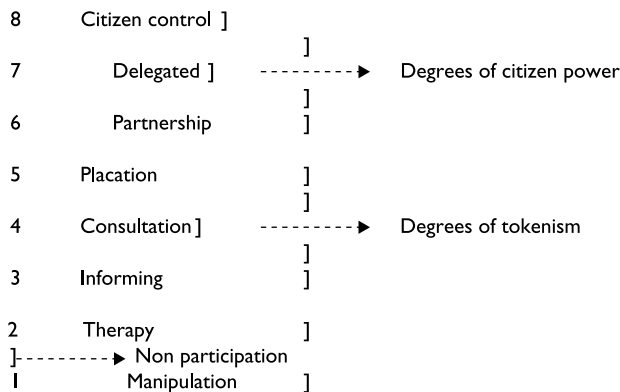 8 Citizen control ]
]
7 Delegated ] --------▶ Degrees of citizen power
]
6 Partnership ]
5 Placation ]
]
4 Consultation ] --------▶ Degrees of tokenism
]
3 Informing ]
2 Therapy ]
]--------▶ Non participation
1 Manipulation ]